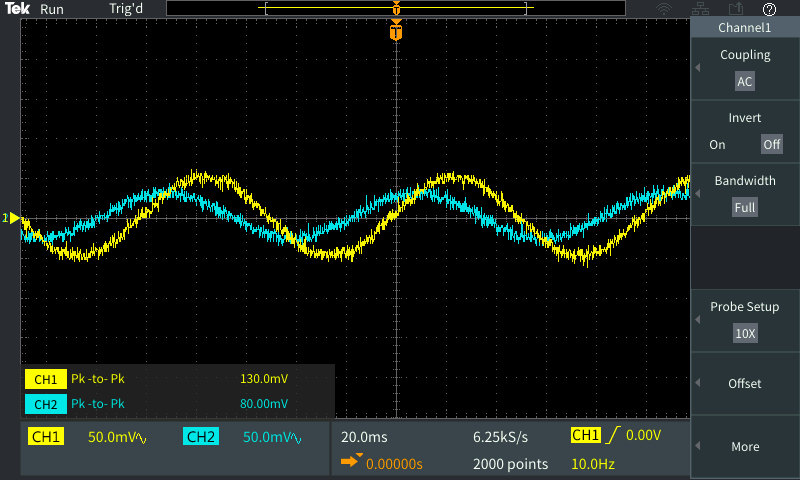 Tek Run Trig'd
T
T
?
Channel1
Coupling
AC
Invert
On Off
Bandwidth
Full
Probe Setup
10X
Offset
More
CH1 Pk -to- Pk 130.0mV
CH2 Pk -to- Pk 80.00mV
CH1 50.0mV CH2 50.0mV 20.0ms 6.25kS/s CH1 0.00V
0.00000s 2000 points 10.0Hz